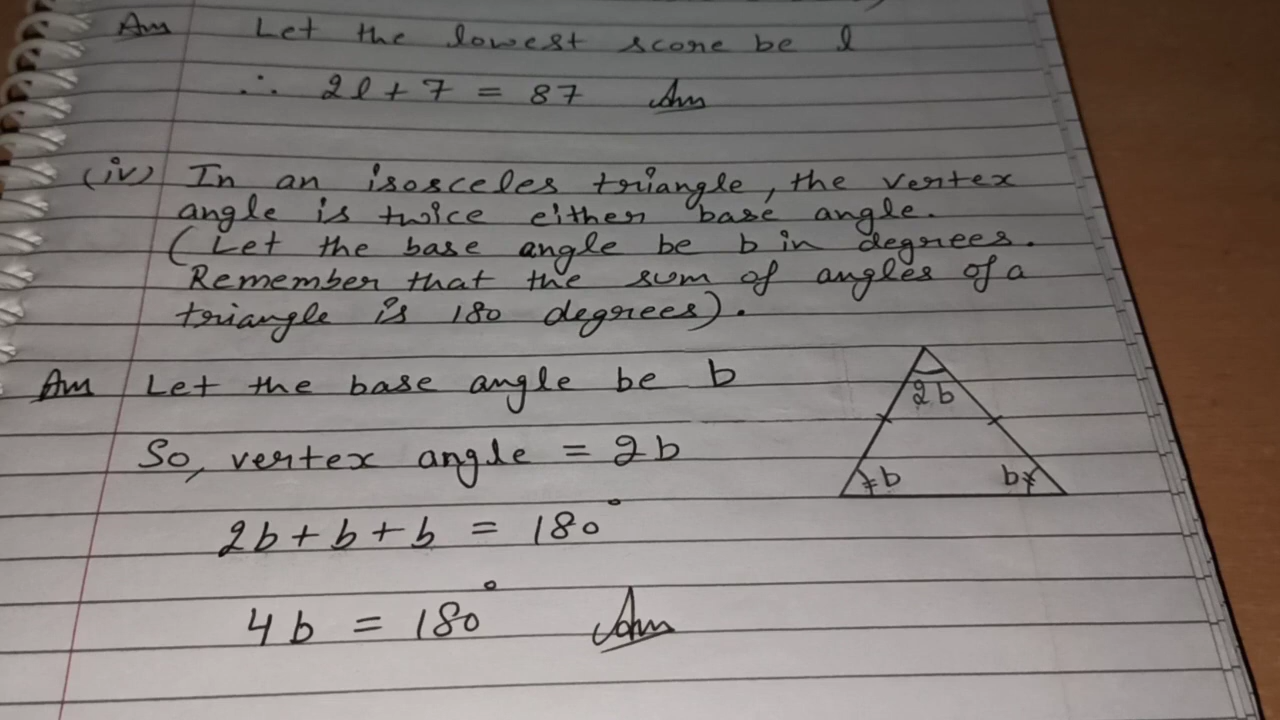 Ans Let the lowest score be l
∴ 2l + 7 = 87 Ans
(iv) In an isosceles triangle, the vertex
angle is twice either base angle.
(Let the base angle be b in degrees.
Remember that the sum of angles of a
triangle is 180 degrees).
Ans Let the base angle be b
So, vertex angle = 2b
2b + b + b = 180°
4b = 180° Ans
2b
b b